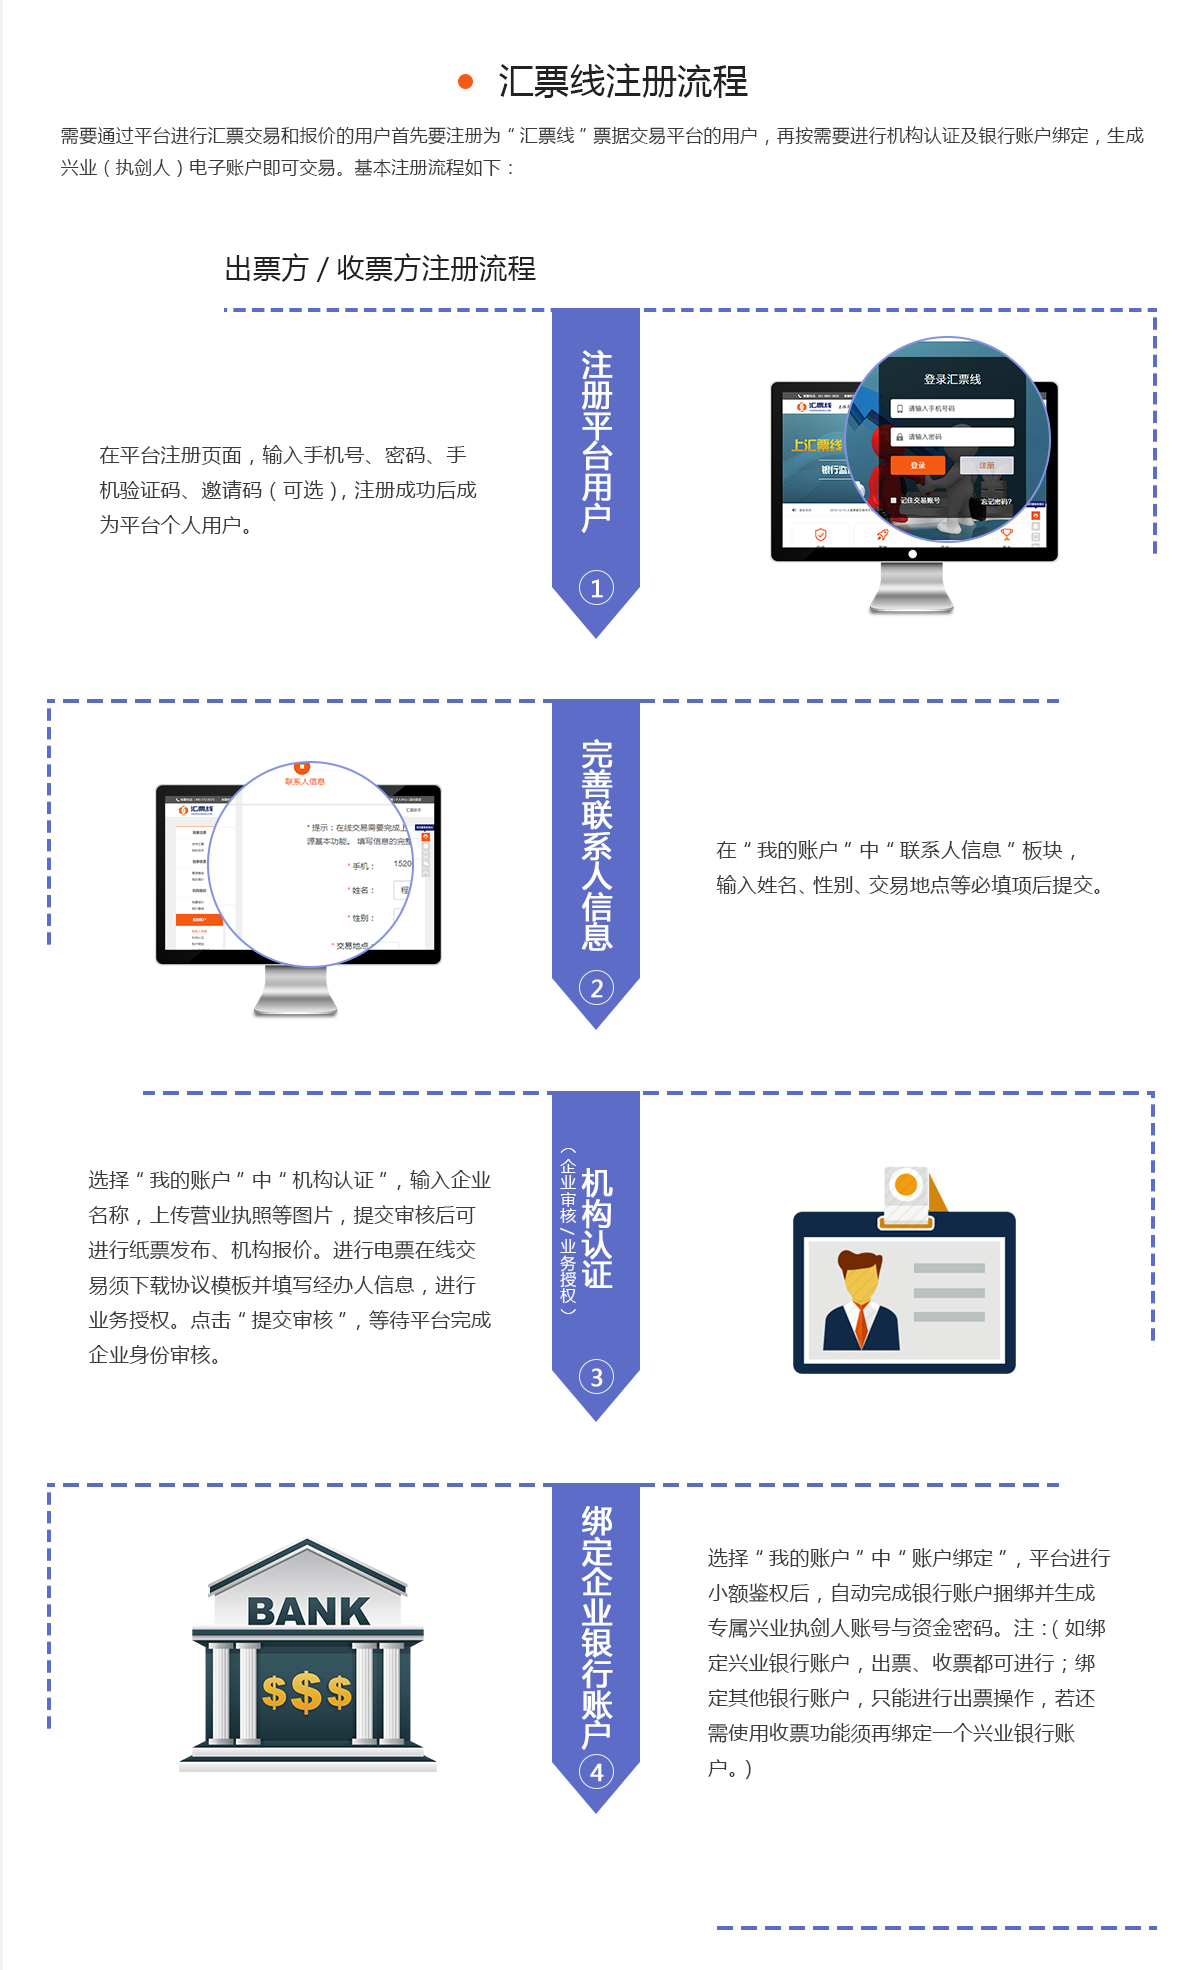 汇票线注册流程
需要通过平台进行汇票交易和报价的用户首先要注册为“汇票线”票据交易平台的用户，再按需要进行机构认证及银行账户绑定，生成
兴业（执剑人）电子账户即可交易。基本注册流程如下：
出票方 / 收票方注册流程
注册平台用户
1
在平台注册页面，输入手机号、密码、手
机验证码、邀请码（可选），注册成功后成
为平台个人用户。
登录汇票线
请输入手机号码
请输入密码
登录
注册
记住交易账号
忘记密码?
汇票线
上汇票线
银行监
完善联系人信息
2
联系人信息
汇票线
* 提示：在线交易需要完成上
源基本功能。 填写信息的完整
* 手机：
1520
* 姓名：
程
* 性别：
* 交易地点：
在“我的账户”中“联系人信息”板块，
输入姓名、性别、交易地点等必填项后提交。
机构认证
（企业审核/业务授权）
3
选择“我的账户”中“机构认证”，输入企业
名称，上传营业执照等图片，提交审核后可
进行纸票发布、机构报价。进行电票在线交
易须下载协议模板并填写经办人信息，进行
业务授权。点击“提交审核”，等待平台完成
企业身份审核。
绑定企业银行账户
4
BANK
$$$
选择“我的账户”中“账户绑定”，平台进行
小额鉴权后，自动完成银行账户捆绑并生成
专属兴业执剑人账号与资金密码。注：（如绑
定兴业银行账户，出票、收票都可进行；绑
定其他银行账户，只能进行出票操作，若还
需使用收票功能须再绑定一个兴业银行账
户。)